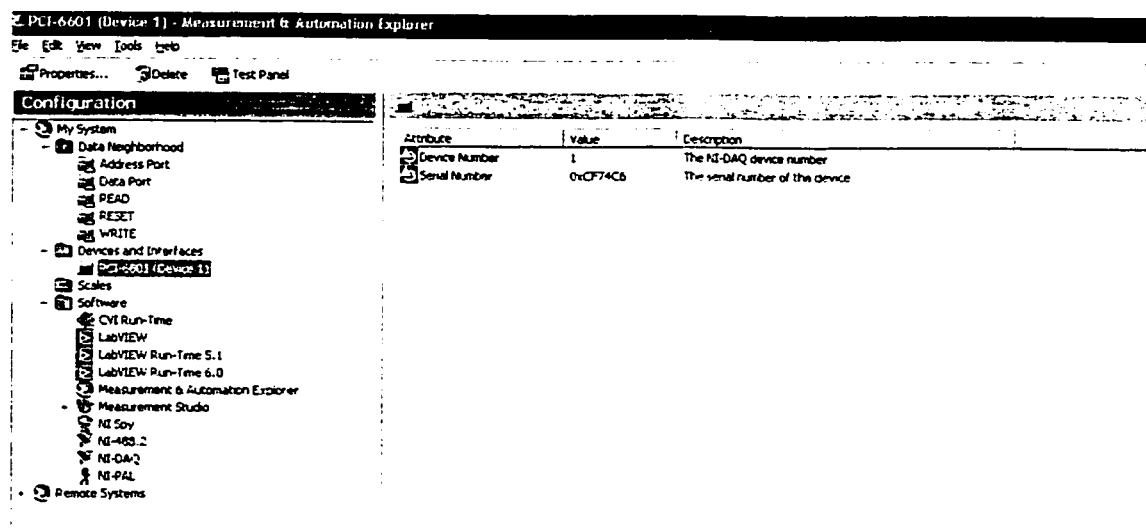 PCI-6601 (Device 1) - Measurement & Automation Explorer
File Edit View Tools Help
Properties... Delete Test Panel
Configuration
My System
Data Neighborhood
Address Port
Data Port
READ
RESET
WRITE
Devices and Interfaces
PCI-6601 (Device 1)
Scales
Software
CVI Run-Time
LabVIEW
LabVIEW Run-Time 5.1
LabVIEW Run-Time 6.0
Measurement & Automation Explorer
Measurement Studio
NI Spy
NI-488.2
NI-DAQ
NI-PAL
Remote Systems
Attribute Value Description
Device Number 1 The NI-DAQ device number
Serial Number 0xCF74C6 The serial number of this device